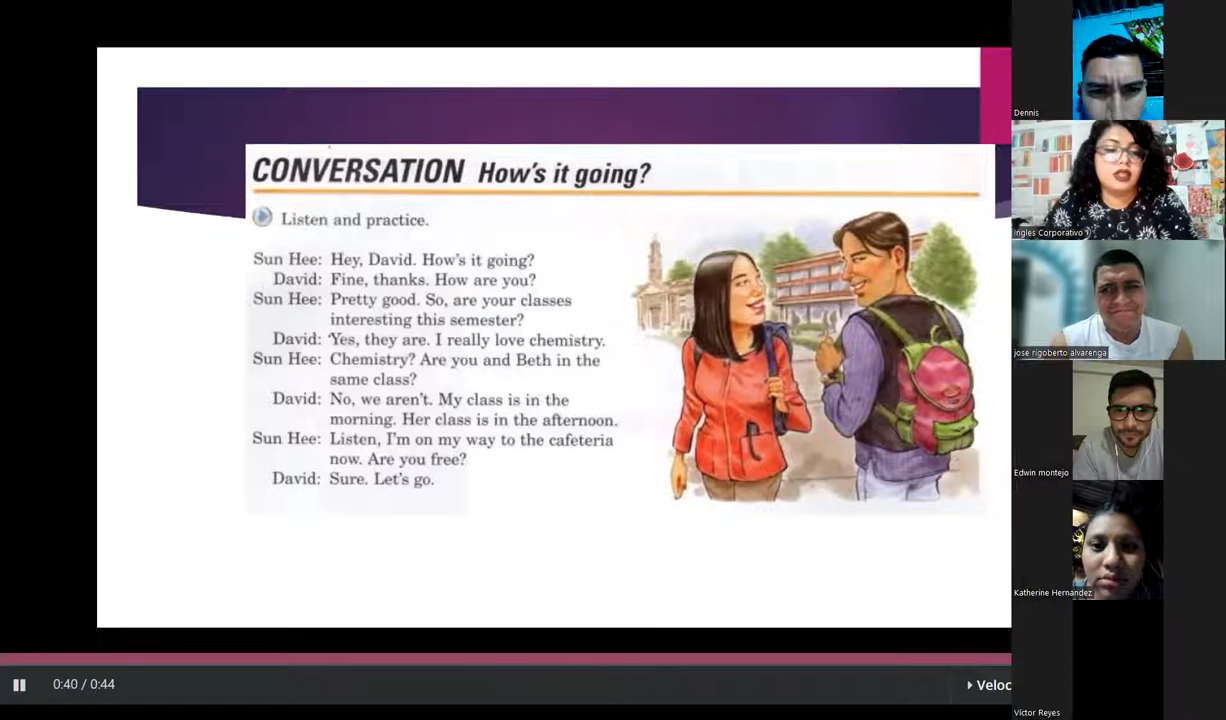 CONVERSATION How's it going?
Listen and practice.
Sun Hee: Hey, David. How's it going?
David: Fine, thanks. How are you?
Sun Hee: Pretty good. So, are your classes
interesting this semester?
David: Yes, they are. I really love chemistry.
Sun Hee: Chemistry? Are you and Beth in the
same class?
David: No, we aren't. My class is in the
morning. Her class is in the afternoon.
Sun Hee: Listen, I'm on my way to the cafeteria
now. Are you free?
David: Sure. Let's go.
0:40 / 0:44
Veloc
Dennis
Ingles Corporativo
jose rigoberto alvarenga
Edwin montejo
Katherine Hernandez
Víctor Reyes